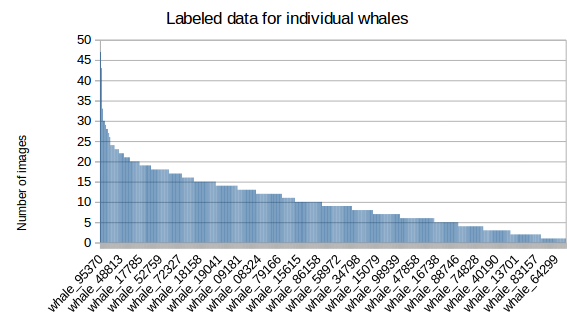 Labeled data for individual whales
Number of images
50
45
40
35
30
25
20
15
10
5
0
whale_95370
whale_48813
whale_17785
whale_52759
whale_72327
whale_18158
whale_19041
whale_09181
whale_08324
whale_79166
whale_15615
whale_86158
whale_58972
whale_34798
whale_15079
whale_98939
whale_47858
whale_16738
whale_88746
whale_74828
whale_40190
whale_13701
whale_83157
whale_64299